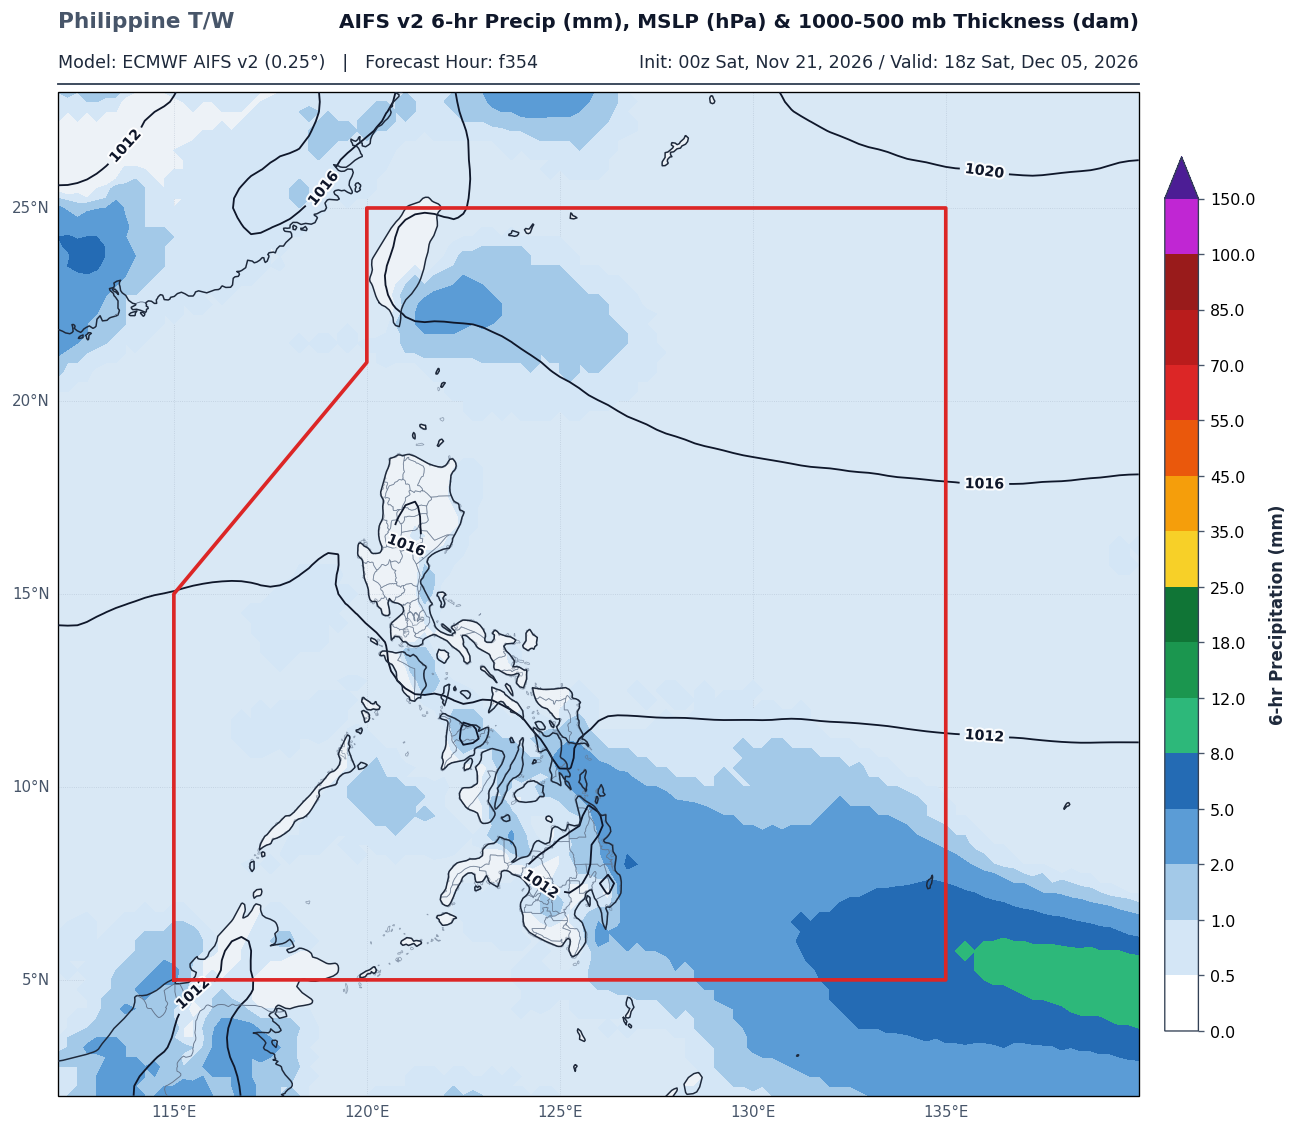 Philippine T/W
AIFS v2 6-hr Precip (mm), MSLP (hPa) & 1000-500 mb Thickness (dam)
Model: ECMWF AIFS v2 (0.25°) | Forecast Hour: f354
Init: 00z Sat, Nov 21, 2026 / Valid: 18z Sat, Dec 05, 2026
1012
1016
1020
25°N
20°N
1016
1016
15°N
1012
10°N
1012
5°N
1012
115°E
120°E
125°E
130°E
135°E
150.0
100.0
85.0
70.0
55.0
45.0
35.0
25.0
18.0
12.0
8.0
5.0
2.0
1.0
0.5
0.0
6-hr Precipitation (mm)